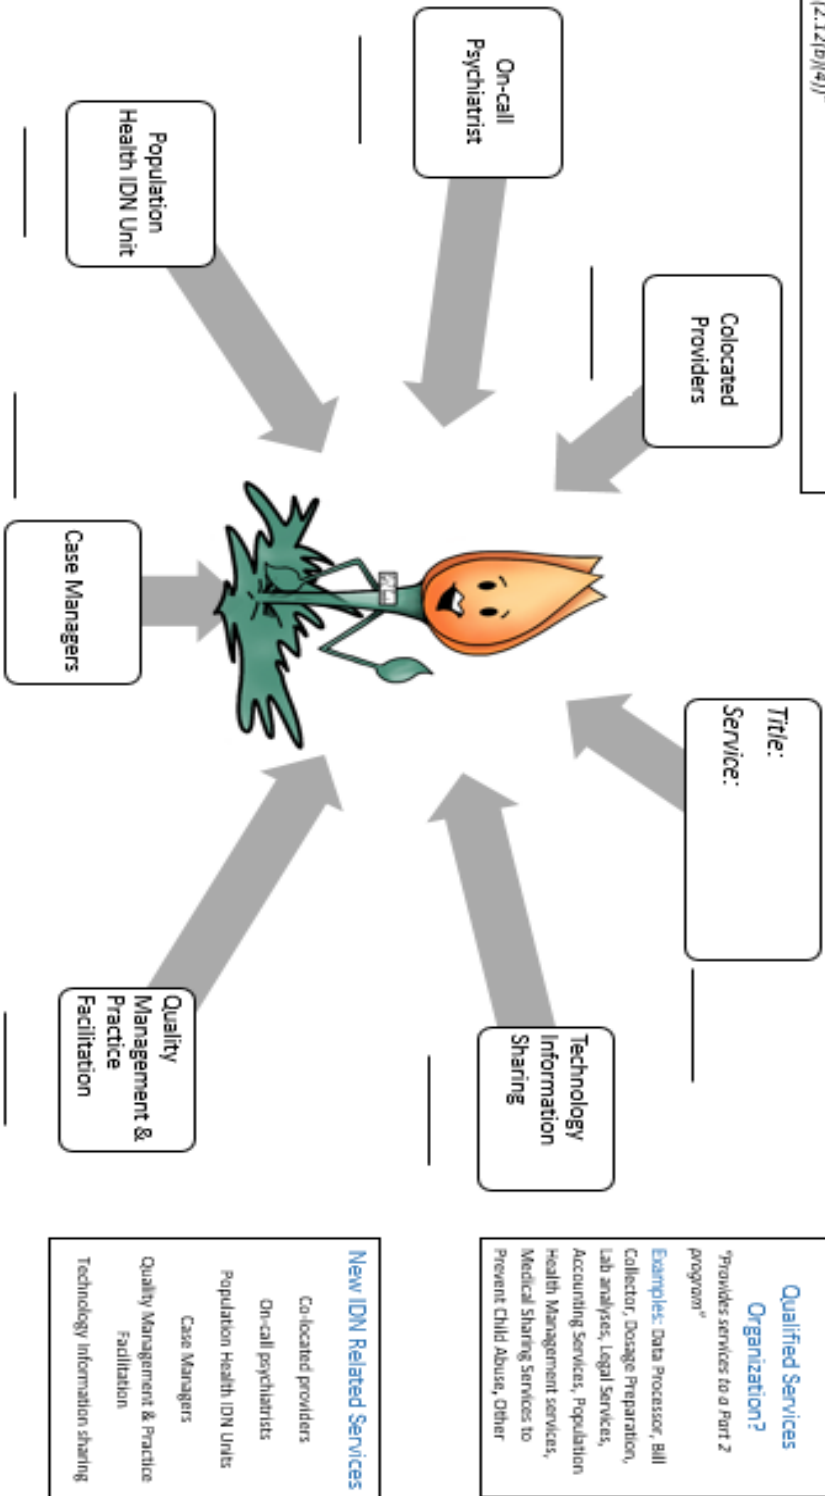 (2.12(b)(4))
Title:
Service:
Colocated
Providers
On-call
Psychiatrist
Population
Health IDN Unit
Case Managers
Technology
Information
Sharing
Quality
Management &
Practice
Facilitation
Qualified Services
Organization?
"Provides services to a Part 2
program"
Examples: Data Processor, Bill
Collector, Dosage Preparation,
Lab analyses, Legal Services,
Accounting Services, Population
Health Management services,
Medical Sharing Services to
Prevent Child Abuse, Other
New IDN Related Services
Co-located providers
On-call psychiatrists
Population Health IDN Units
Case Managers
Quality Management & Practice
Facilitation
Technology Information sharing